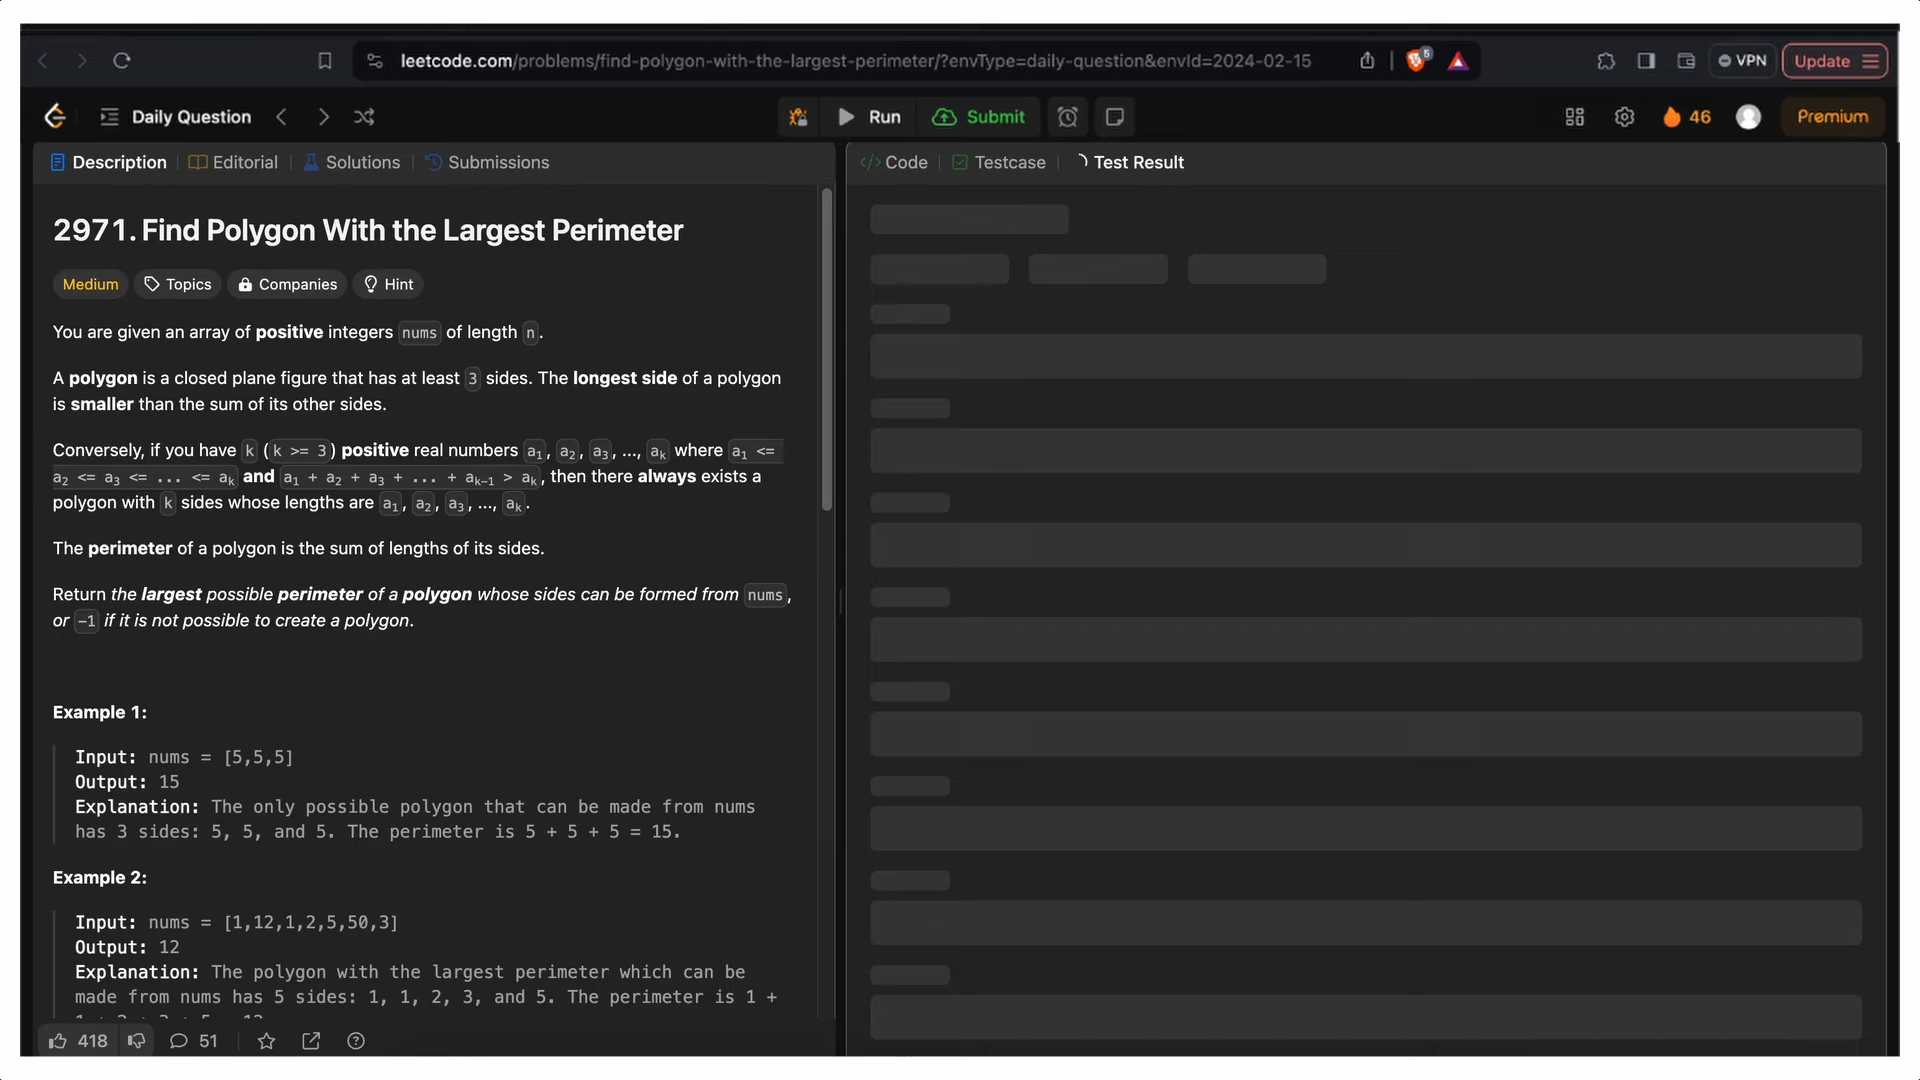 leetcode.com/problems/find-polygon-with-the-largest-perimeter/?envType=daily-question&envId=2024-02-15
5
VPN
Update
Daily Question
Run
Submit
46
Premium
Description
Editorial
Solutions
Submissions
</> Code
Testcase
Test Result
2971. Find Polygon With the Largest Perimeter
Medium
Topics
Companies
Hint
You are given an array of positive integers nums of length n.
A polygon is a closed plane figure that has at least 3 sides. The longest side of a polygon
is smaller than the sum of its other sides.
Conversely, if you have k (k >= 3) positive real numbers a1, a2, a3, ..., ak where a1 <=
a2 <= a3 <= ... <= ak and a1 + a2 + a3 + ... + ak-1 > ak, then there always exists a
polygon with k sides whose lengths are a1, a2, a3, ..., ak.
The perimeter of a polygon is the sum of lengths of its sides.
Return the largest possible perimeter of a polygon whose sides can be formed from nums,
or -1 if it is not possible to create a polygon.
Example 1:
Input: nums = [5,5,5]
Output: 15
Explanation: The only possible polygon that can be made from nums
has 3 sides: 5, 5, and 5. The perimeter is 5 + 5 + 5 = 15.
Example 2:
Input: nums = [1,12,1,2,5,50,3]
Output: 12
Explanation: The polygon with the largest perimeter which can be
made from nums has 5 sides: 1, 1, 2, 3, and 5. The perimeter is 1 +
418
51